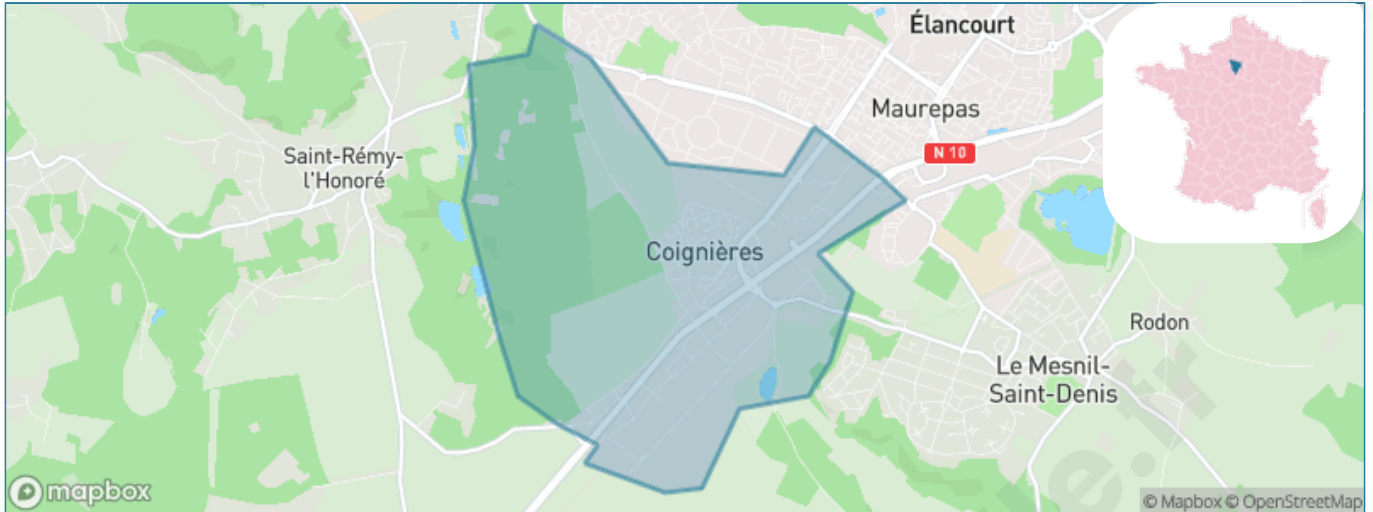 Élancourt
Maurepas
N 10
Saint-Rémy-
l'Honoré
Coignières
Rodon
Le Mesnil-
Saint-Denis
mapbox
© Mapbox © OpenStreetMap